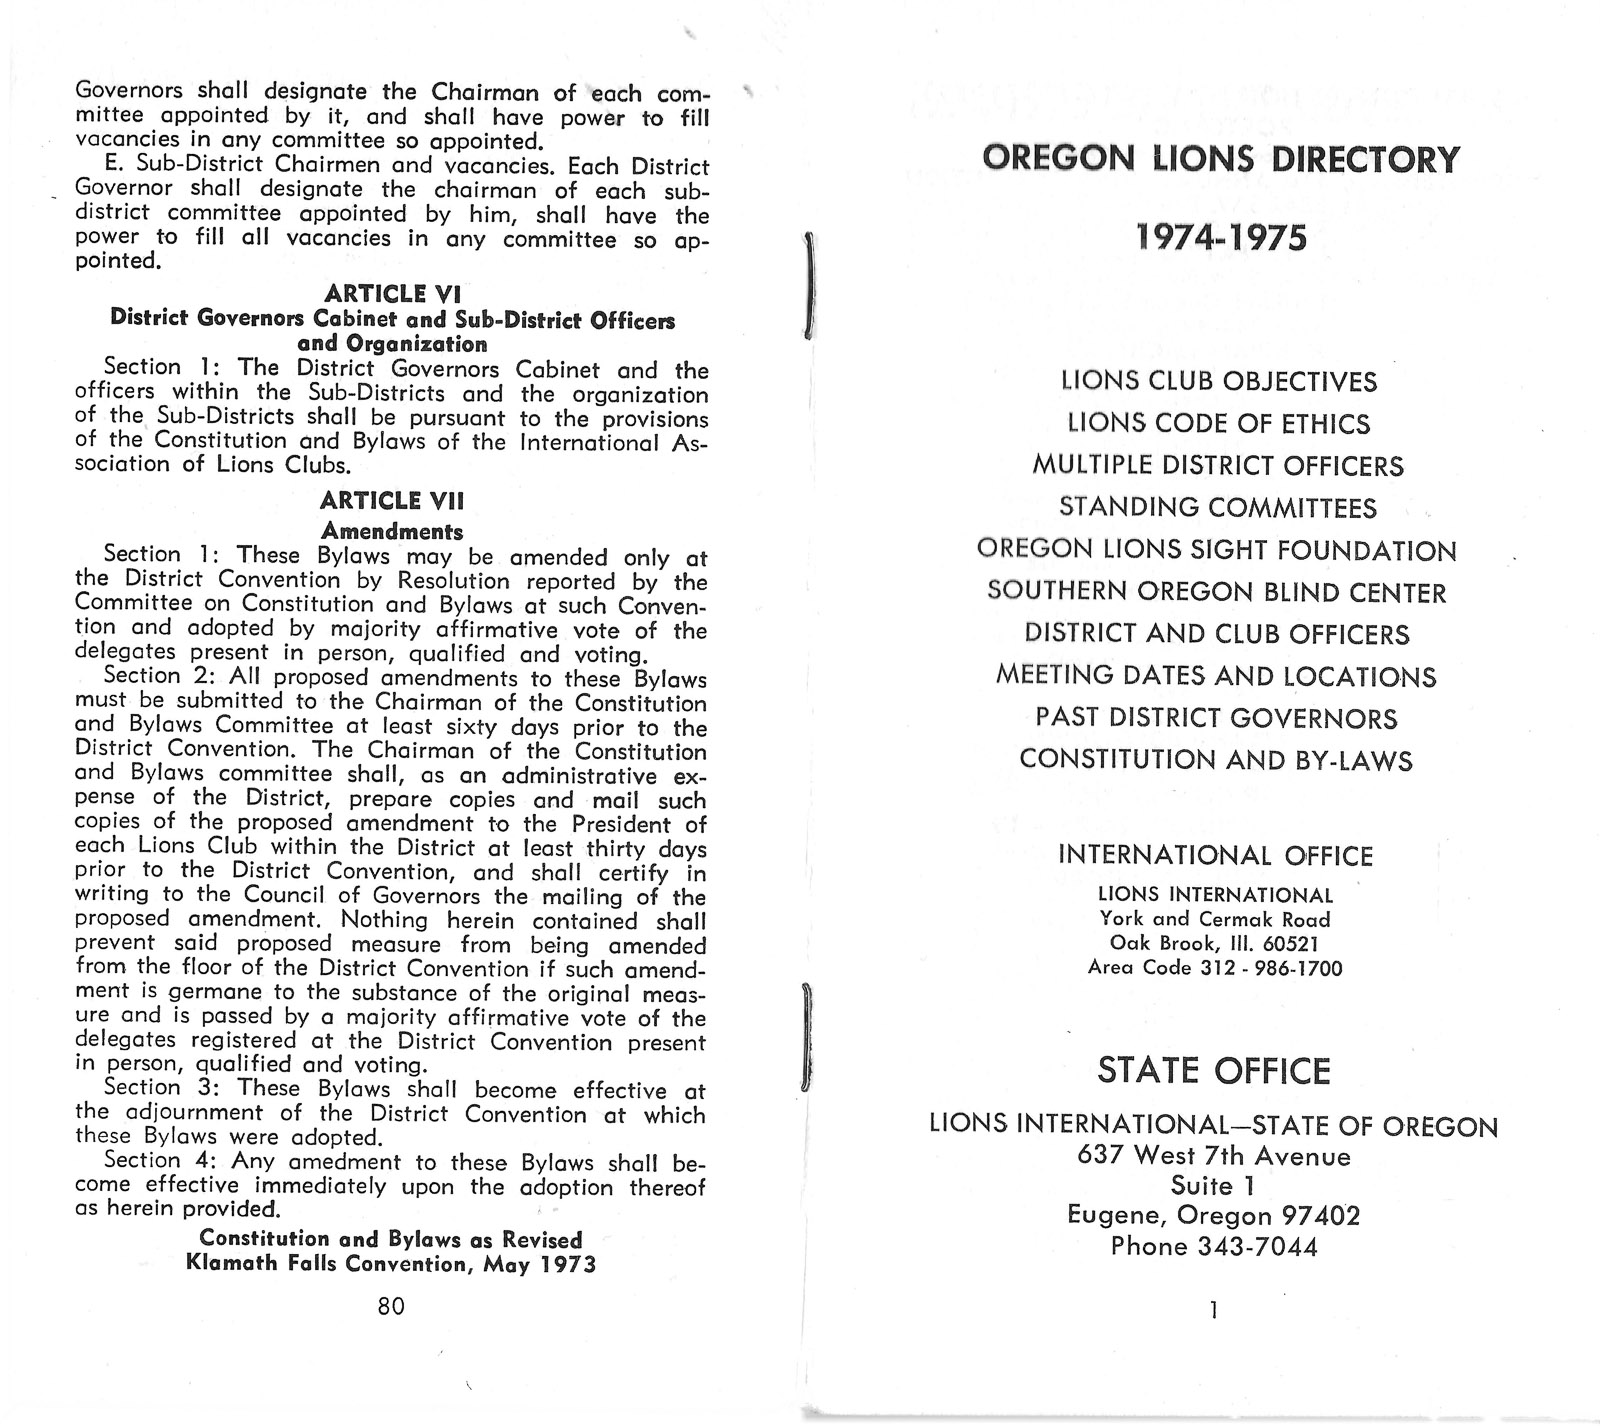 Governors shall designate the Chairman of each com-
mittee appointed by it, and shall have power to fill
vacancies in any committee so appointed.
E. Sub-District Chairmen and vacancies. Each District
Governor shall designate the chairman of each sub-
district committee appointed by him, shall have the
power to fill all vacancies in any committee so ap-
pointed.
ARTICLE VI
District Governors Cabinet and Sub-District Officers
and Organization
Section 1: The District Governors Cabinet and the
officers within the Sub-Districts and the organization
of the Sub-Districts shall be pursuant to the provisions
of the Constitution and Bylaws of the International As-
sociation of Lions Clubs.
ARTICLE VII
Amendments
Section 1: These Bylaws may be amended only at
the District Convention by Resolution reported by the
Committee on Constitution and Bylaws at such Conven-
tion and adopted by majority affirmative vote of the
delegates present in person, qualified and voting.
Section 2: All proposed amendments to these Bylaws
must be submitted to the Chairman of the Constitution
and Bylaws Committee at least sixty days prior to the
District Convention. The Chairman of the Constitution
and Bylaws committee shall, as an administrative ex-
pense of the District, prepare copies and mail such
copies of the proposed amendment to the President of
each Lions Club within the District at least thirty days
prior to the District Convention, and shall certify in
writing to the Council of Governors the mailing of the
proposed amendment. Nothing herein contained shall
prevent said proposed measure from being amended
from the floor of the District Convention if such amend-
ment is germane to the substance of the original meas-
ure and is passed by a majority affirmative vote of the
delegates registered at the District Convention present
in person, qualified and voting.
Section 3: These Bylaws shall become effective at
the adjournment of the District Convention at which
these Bylaws were adopted.
Section 4: Any amedment to these Bylaws shall be-
come effective immediately upon the adoption thereof
as herein provided.
Constitution and Bylaws as Revised
Klamath Falls Convention, May 1973
80
OREGON LIONS DIRECTORY
1974-1975
LIONS CLUB OBJECTIVES
LIONS CODE OF ETHICS
MULTIPLE DISTRICT OFFICERS
STANDING COMMITTEES
OREGON LIONS SIGHT FOUNDATION
SOUTHERN OREGON BLIND CENTER
DISTRICT AND CLUB OFFICERS
MEETING DATES AND LOCATIONS
PAST DISTRICT GOVERNORS
CONSTITUTION AND BY-LAWS
INTERNATIONAL OFFICE
LIONS INTERNATIONAL
York and Cermak Road
Oak Brook, Ill. 60521
Area Code 312 - 986-1700
STATE OFFICE
LIONS INTERNATIONAL—STATE OF OREGON
637 West 7th Avenue
Suite 1
Eugene, Oregon 97402
Phone 343-7044
1